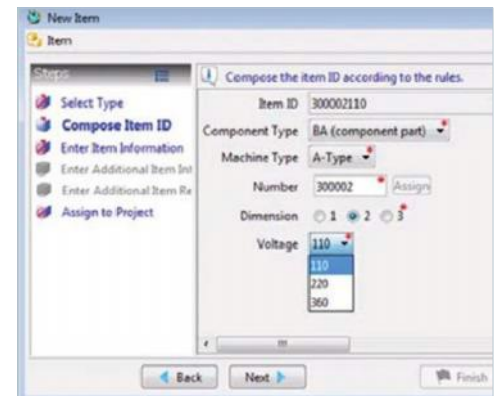 New Item
Item
Steps
Compose the item ID according to the rules.
Select Type
Compose Item ID
Enter Item Information
Enter Additional Item Int
Enter Additional Item Re
Assign to Project
Item ID 300002110
Component Type BA (component part)
Machine Type A-Type
Number 300002 Assign
Dimension 1 2 3
Voltage 110
110
220
360
Back Next Finish